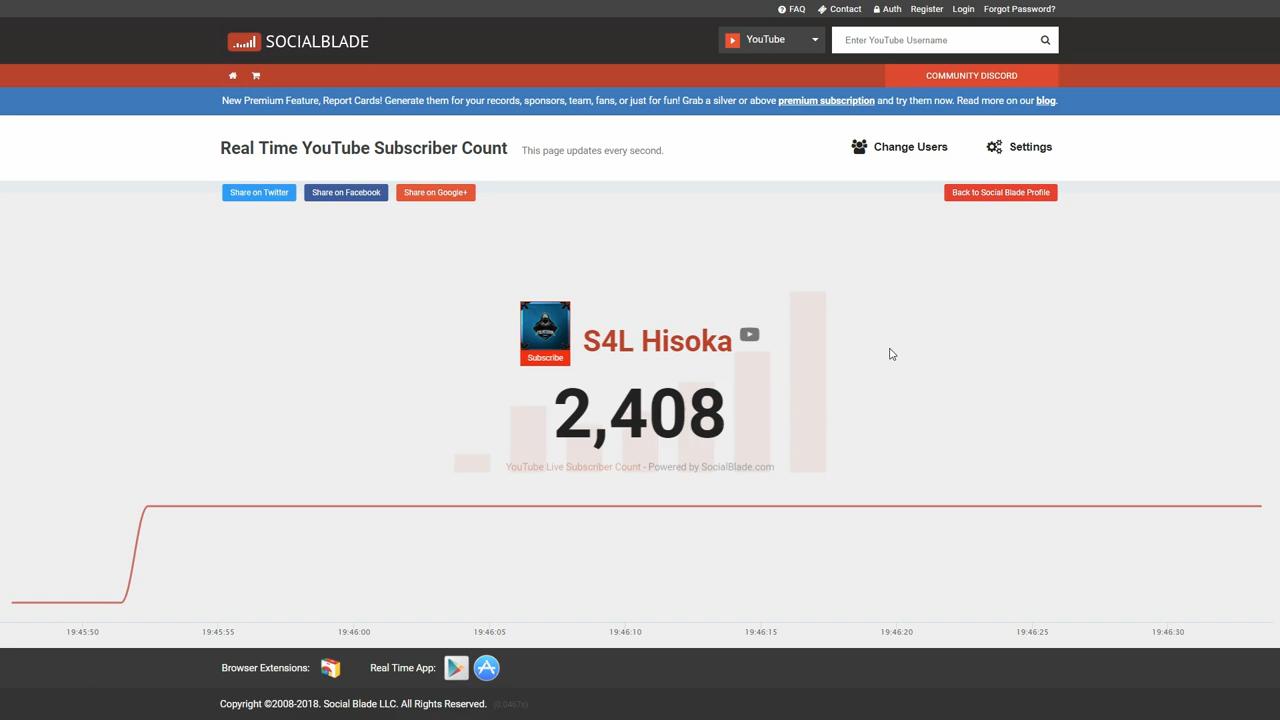 FAQ Contact Auth Register Login Forgot Password?
SOCIALBLADE
YouTube
Enter YouTube Username
COMMUNITY DISCORD
New Premium Feature, Report Cards! Generate them for your records, sponsors, team, fans, or just for fun! Grab a silver or above premium subscription and try them now. Read more on our blog.
Real Time YouTube Subscriber Count
This page updates every second.
Change Users
Settings
Share on Twitter
Share on Facebook
Share on Google+
Back to Social Blade Profile
S4L Hisoka
Subscribe
2,408
YouTube Live Subscriber Count - Powered by SocialBlade.com
19:45:50 19:45:55 19:46:00 19:46:05 19:46:10 19:46:15 19:46:20 19:46:25 19:46:30
Browser Extensions:
Real Time App:
Copyright ©2008-2018. Social Blade LLC. All Rights Reserved.